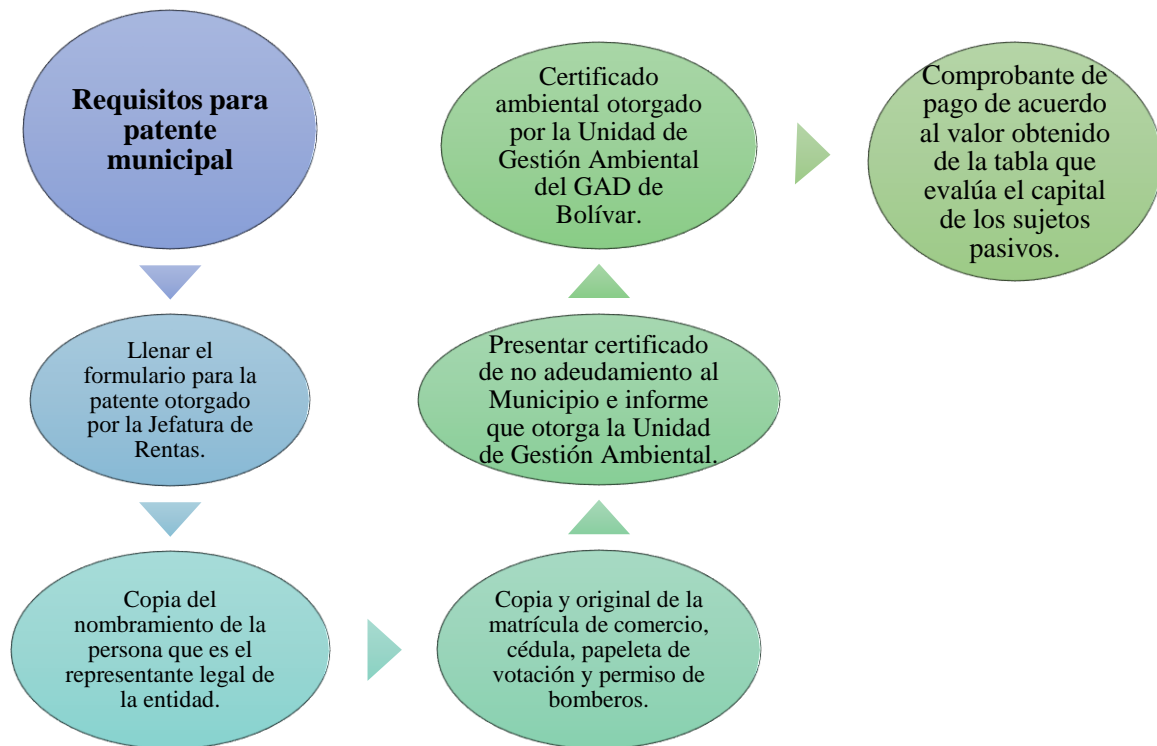 Requisitos para
patente
municipal
Llenar el
formulario para la
patente otorgado
por la Jefatura de
Rentas.
Copia del
nombramiento de la
persona que es el
representante legal de
la entidad.
Copia y original de la
matrícula de comercio,
cédula, papeleta de
votación y permiso de
bomberos.
Presentar certificado
de no adeudamiento al
Municipio e informe
que otorga la Unidad
de Gestión Ambiental.
Certificado
ambiental otorgado
por la Unidad de
Gestión Ambiental
del GAD de
Bolívar.
Comprobante de
pago de acuerdo
al valor obtenido
de la tabla que
evalúa el capital
de los sujetos
pasivos.